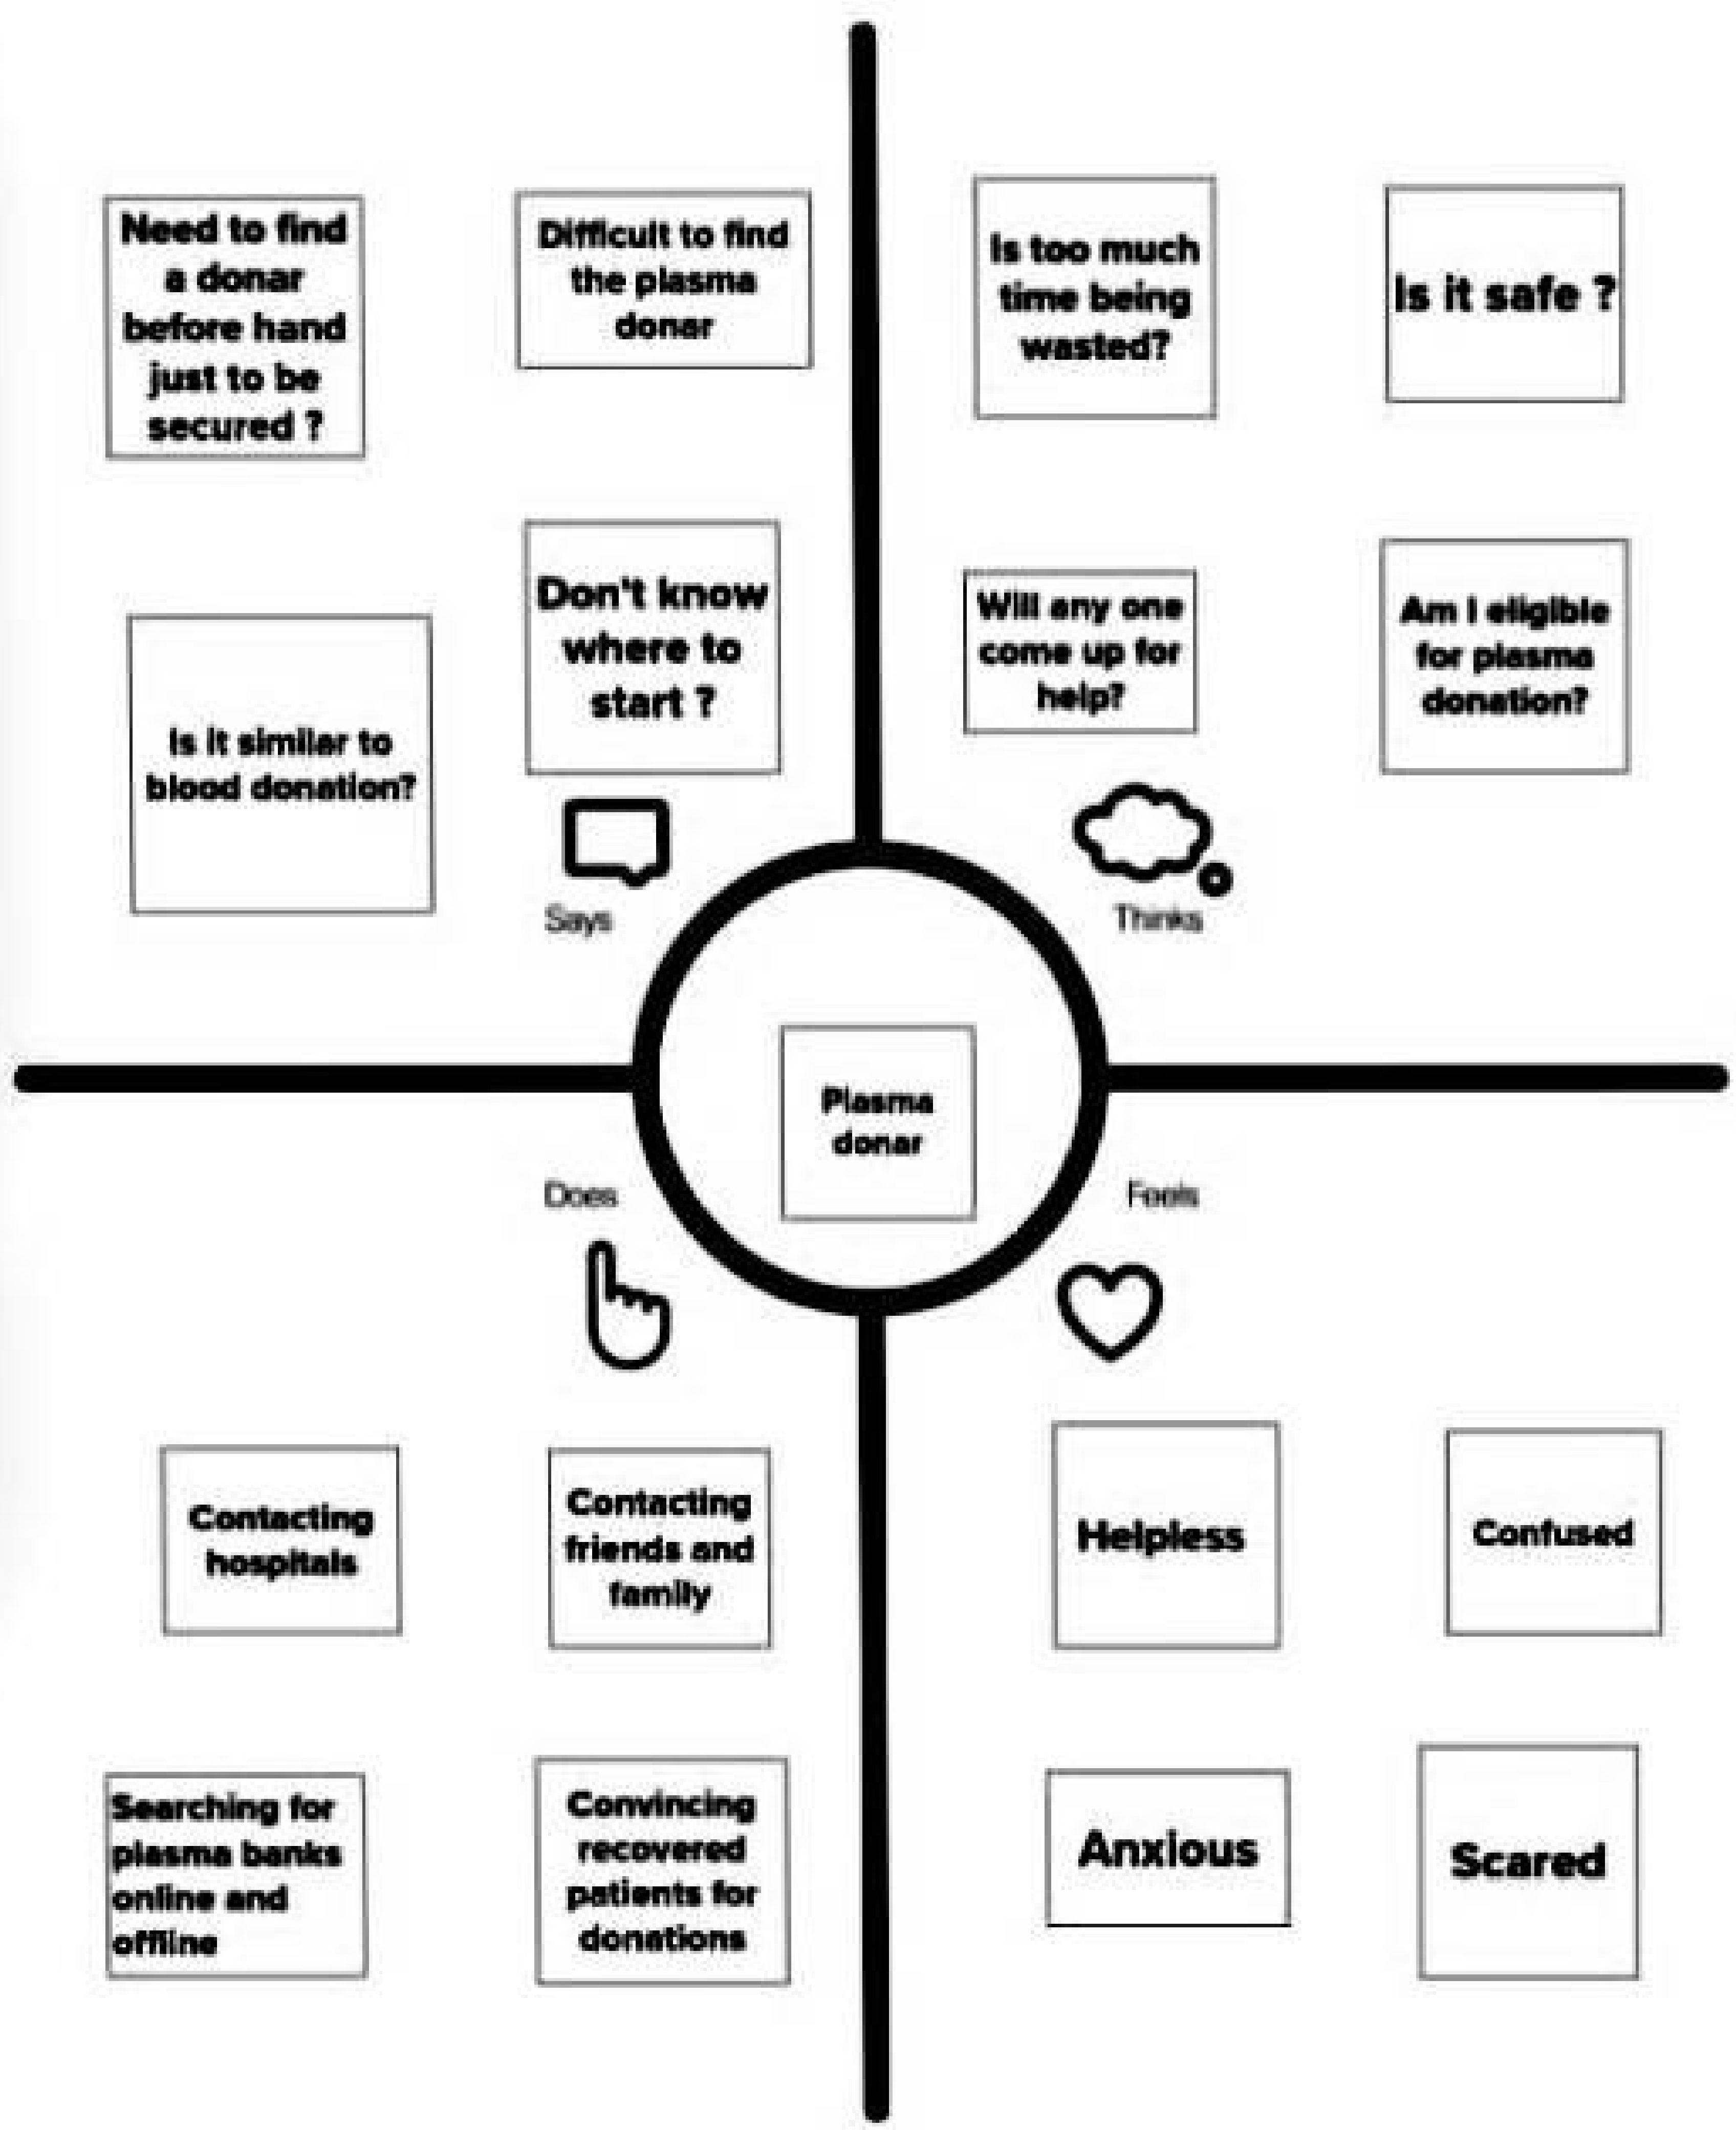 Need to find
a donar
before hand
just to be
secured ?
Difficult to find
the plasma
donar
Is it similar to
blood donation?
Don't know
where to
start ?
Says
Is too much
time being
wasted?
Is it safe ?
Will any one
come up for
help?
Am I eligible
for plasma
donation?
Thinks
Plasma
donar
Does
Contacting
hospitals
Contacting
friends and
family
Searching for
plasma banks
online and
offline
Convincing
recovered
patients for
donations
Feels
Helpless
Confused
Anxious
Scared